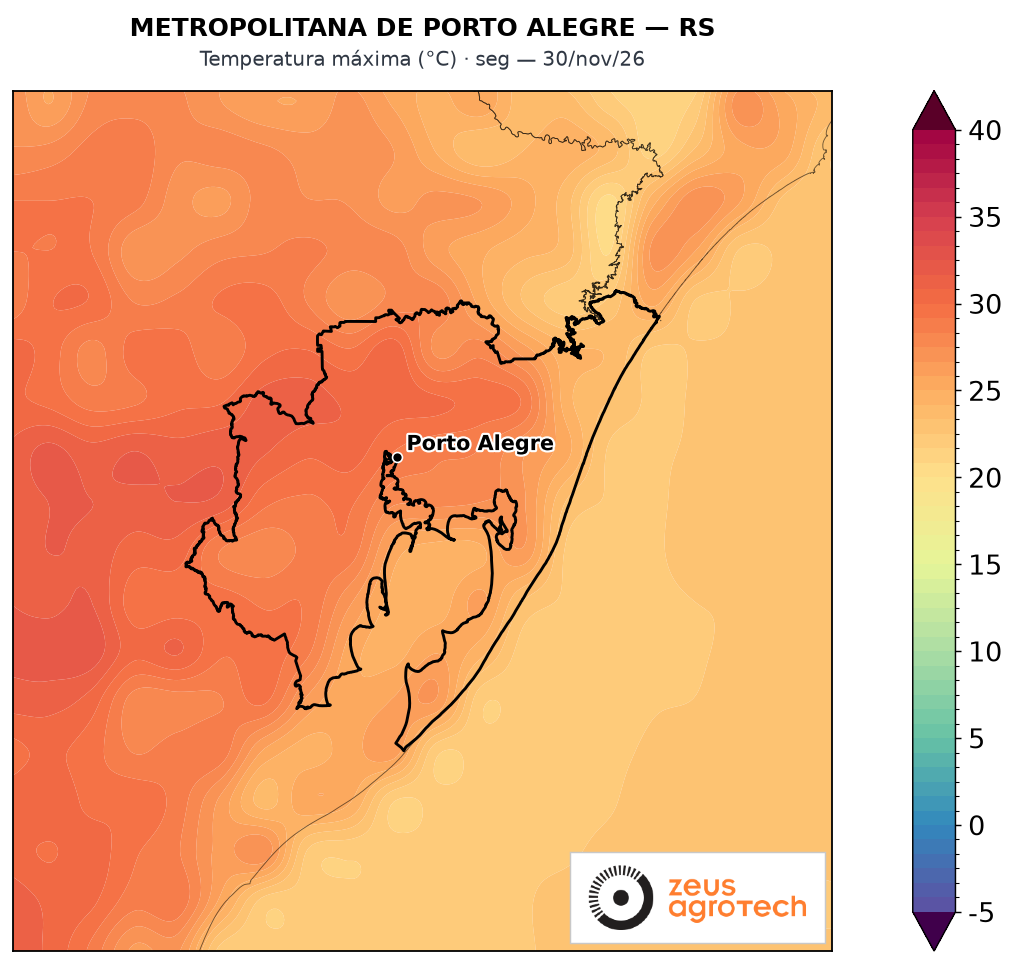 METROPOLITANA DE PORTO ALEGRE — RS
Temperatura máxima (°C) · seg — 30/nov/26
Porto Alegre
40
35
30
25
20
15
10
5
0
-5
zeus
agrotech